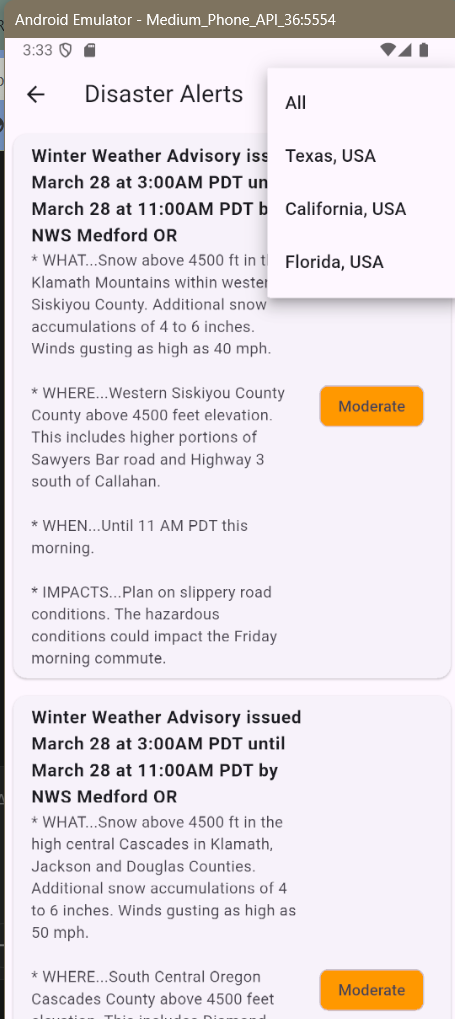 Android Emulator - Medium_Phone_API_36:5554
3:33
Disaster Alerts
All
Texas, USA
California, USA
Florida, USA
Winter Weather Advisory iss
March 28 at 3:00AM PDT un
March 28 at 11:00AM PDT b
NWS Medford OR
* WHAT...Snow above 4500 ft in t
Klamath Mountains within wester
Siskiyou County. Additional snow
accumulations of 4 to 6 inches.
Winds gusting as high as 40 mph.
* WHERE...Western Siskiyou County
County above 4500 feet elevation.
This includes higher portions of
Sawyers Bar road and Highway 3
south of Callahan.
Moderate
* WHEN...Until 11 AM PDT this
morning.
* IMPACTS...Plan on slippery road
conditions. The hazardous
conditions could impact the Friday
morning commute.
Winter Weather Advisory issued
March 28 at 3:00AM PDT until
March 28 at 11:00AM PDT by
NWS Medford OR
* WHAT...Snow above 4500 ft in the
high central Cascades in Klamath,
Jackson and Douglas Counties.
Additional snow accumulations of 4
to 6 inches. Winds gusting as high as
50 mph.
* WHERE...South Central Oregon
Cascades County above 4500 feet
elevation. This includes Diamond
Moderate